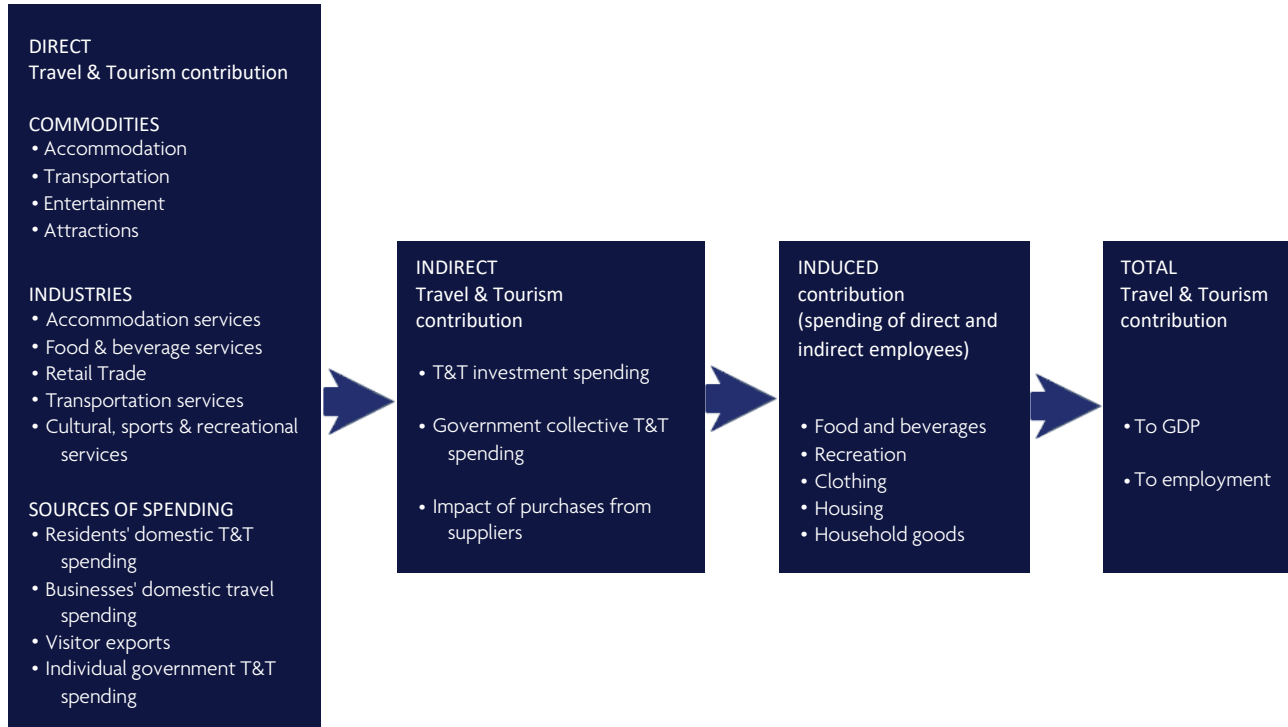 DIRECT
Travel & Tourism contribution
COMMODITIES
• Accommodation
• Transportation
• Entertainment
• Attractions
INDUSTRIES
• Accommodation services
• Food & beverage services
• Retail Trade
• Transportation services
• Cultural, sports & recreational
services
SOURCES OF SPENDING
• Residents' domestic T&T
spending
• Businesses' domestic travel
spending
• Visitor exports
• Individual government T&T
spending
INDIRECT
Travel & Tourism
contribution
• T&T investment spending
• Government collective T&T
spending
• Impact of purchases from
suppliers
INDUCED
contribution
(spending of direct and
indirect employees)
• Food and beverages
• Recreation
• Clothing
• Housing
• Household goods
TOTAL
Travel & Tourism
contribution
• To GDP
• To employment